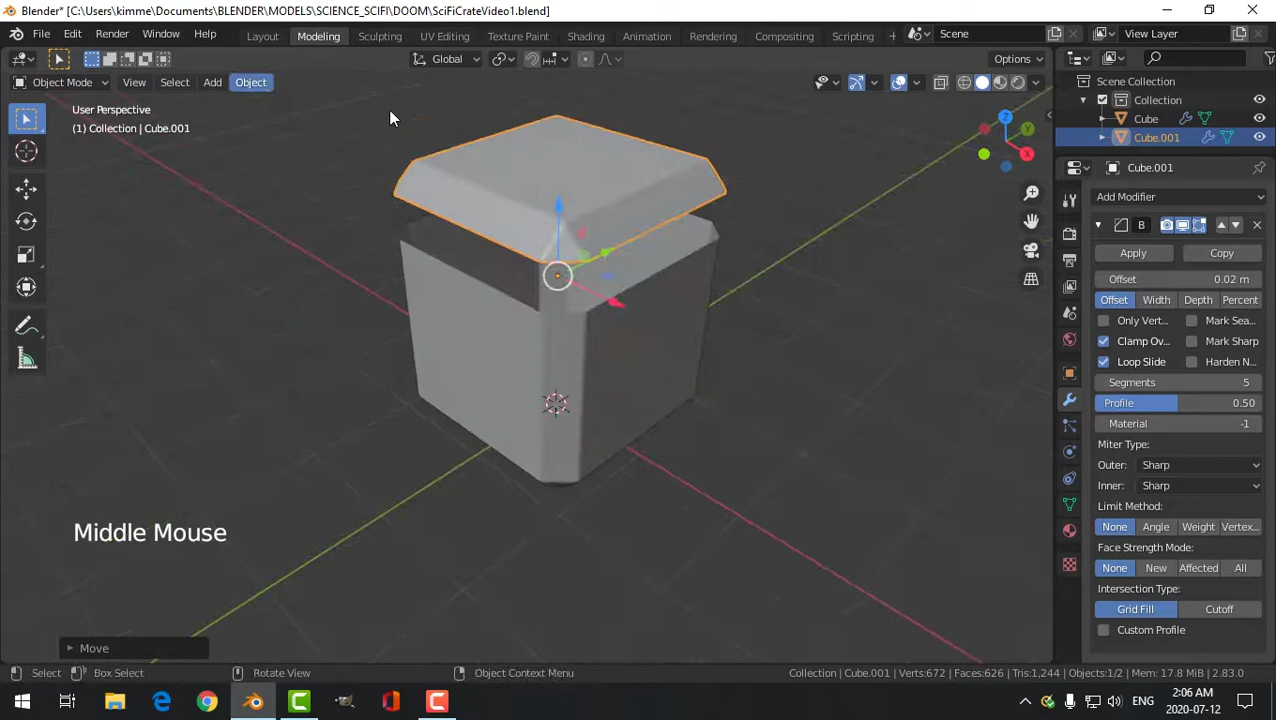 Blender* [C:\Users\kimme\Documents\BLENDER\MODELS\SCIENCE_SCIFI\DOOM\SciFiCrateVideo1.blend]
File Edit Render Window Help Layout Modeling Sculpting UV Editing Texture Paint Shading Animation Rendering Compositing Scripting + Scene View Layer
Global Options
Object Mode View Select Add Object
Scene Collection
Collection
Cube
Cube.001
User Perspective
(1) Collection | Cube.001
Z
Y
X
Cube.001
Add Modifier
B
Apply Copy
Offset 0.02 m
Offset Width Depth Percent
Only Vert... Mark Sea...
Clamp Ov... Mark Sharp
Loop Slide Harden N...
Segments 5
Profile 0.50
Material -1
Miter Type:
Outer: Sharp
Inner: Sharp
Limit Method:
None Angle Weight Vertex...
Face Strength Mode:
None New Affected All
Intersection Type:
Grid Fill Cutoff
Custom Profile
Middle Mouse
Move
Select Box Select Rotate View Object Context Menu Collection | Cube.001 | Verts:672 | Faces:626 | Tris:1,244 | Objects:1/2 | Mem: 17.8 MiB | 2.83.0
ENG
2:06 AM
2020-07-12